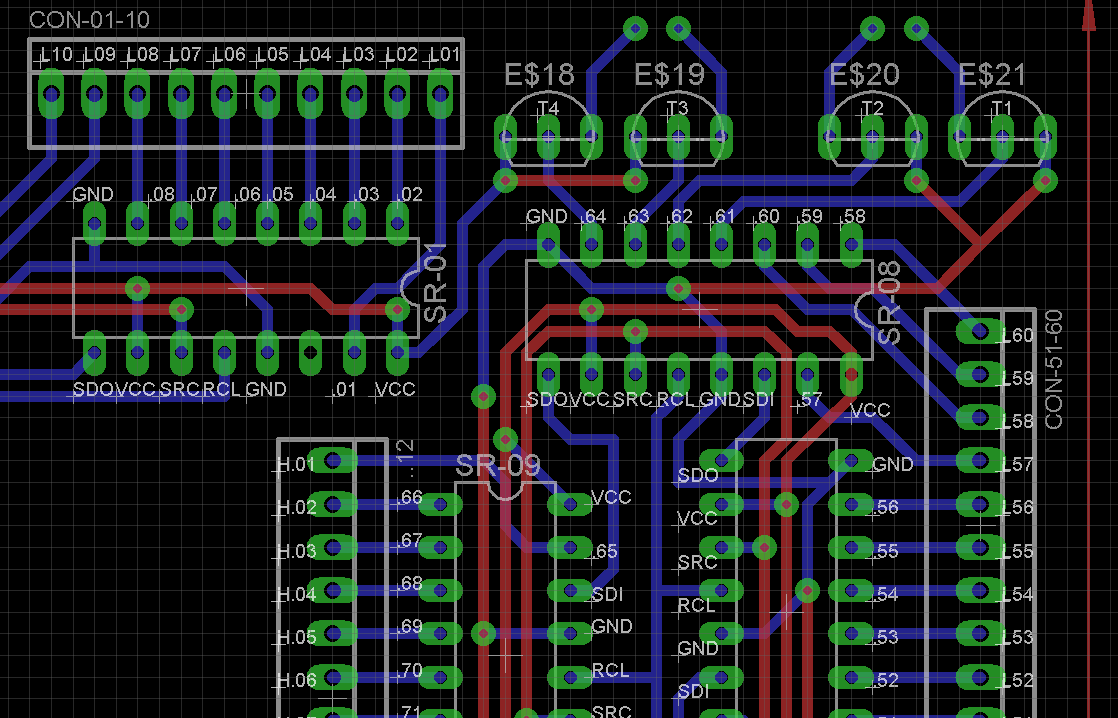 CON-01-10
L10 L09 L08 L07 L06 L05 L04 L03 L02 L01
E$18 E$19 E$20 E$21
T4 T3 T2 T1
GND .08 .07 .06 .05 .04 .03 .02
SR-01
SDO VCC SRC RCL GND .01 VCC
GND .64 .63 .62 .61 .60 .59 .58
SR-08
SDO VCC SRC RCL GND SDI .57 VCC
CON-51-60
L60
L59
L58
L57
L56
L55
L54
L53
L52
H.01
H.02
H.03
H.04
H.05
H.06
SR-09
.66
.67
.68
.69
.70
.71
VCC
.65
SDI
GND
RCL
SRC
SDO
VCC
SRC
RCL
GND
SDI
GND
.56
.55
.54
.53
.52